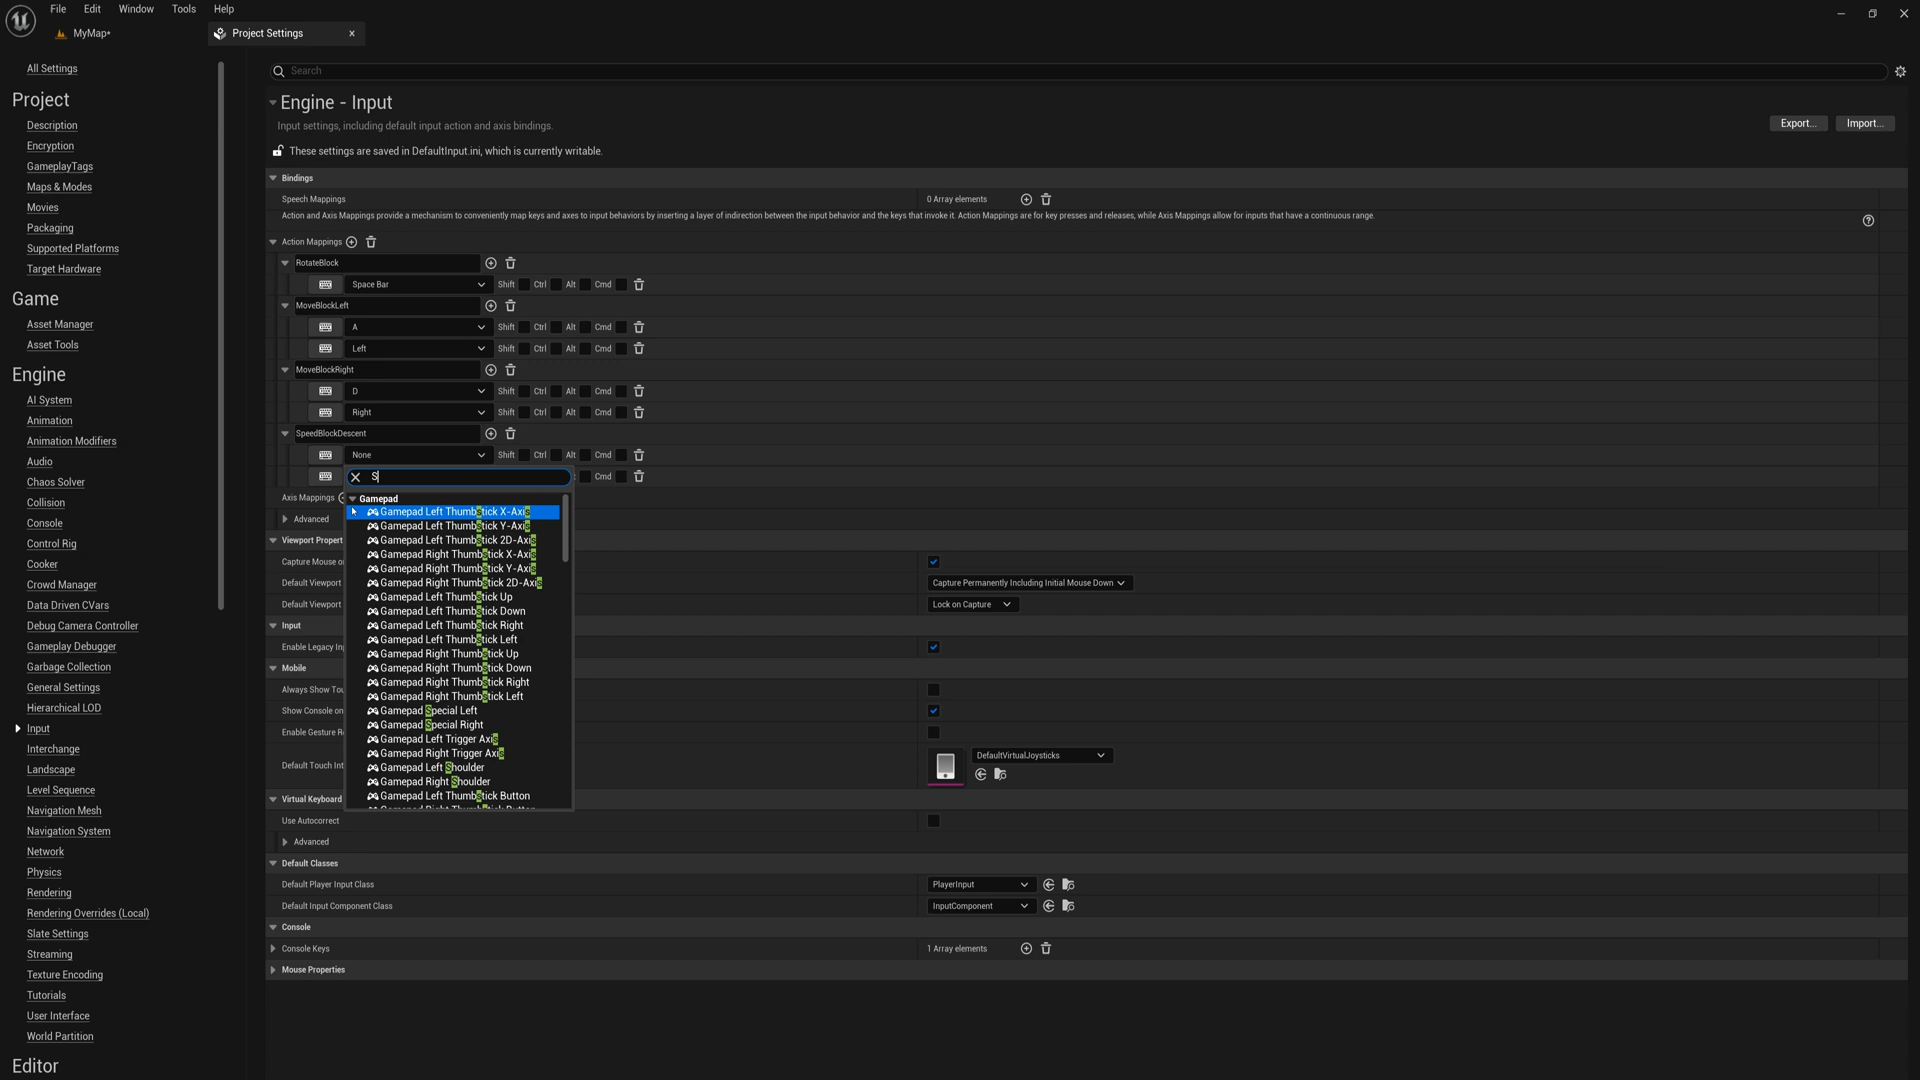 File Edit Window Tools Help
MyMap*
Project Settings
All Settings
Project
Description
Encryption
GameplayTags
Maps & Modes
Movies
Packaging
Supported Platforms
Target Hardware
Game
Asset Manager
Asset Tools
Engine
AI System
Animation
Animation Modifiers
Audio
Chaos Solver
Collision
Console
Control Rig
Cooker
Crowd Manager
Data Driven CVars
Debug Camera Controller
Gameplay Debugger
Garbage Collection
General Settings
Hierarchical LOD
Input
Interchange
Landscape
Level Sequence
Navigation Mesh
Navigation System
Network
Physics
Rendering
Rendering Overrides (Local)
Slate Settings
Streaming
Texture Encoding
Tutorials
User Interface
World Partition
Editor
Search
Engine - Input
Input settings, including default input action and axis bindings.
Export... Import...
These settings are saved in DefaultInput.ini, which is currently writable.
Bindings
Speech Mappings 0 Array elements
Action and Axis Mappings provide a mechanism to conveniently map keys and axes to input behaviors by inserting a layer of indirection between the input behavior and the keys that invoke it. Action Mappings are for key presses and releases, while Axis Mappings allow for inputs that have a continuous range.
Action Mappings
RotateBlock
Space Bar Shift Ctrl Alt Cmd
MoveBlockLeft
A Shift Ctrl Alt Cmd
Left Shift Ctrl Alt Cmd
MoveBlockRight
D Shift Ctrl Alt Cmd
Right Shift Ctrl Alt Cmd
SpeedBlockDescent
None Shift Ctrl Alt Cmd
S Cmd
Axis Mappings
Gamepad
Gamepad Left Thumbstick X-Axis
Gamepad Left Thumbstick Y-Axis
Gamepad Left Thumbstick 2D-Axis
Gamepad Right Thumbstick X-Axis
Gamepad Right Thumbstick Y-Axis
Gamepad Right Thumbstick 2D-Axis
Gamepad Left Thumbstick Up
Gamepad Left Thumbstick Down
Gamepad Left Thumbstick Right
Gamepad Left Thumbstick Left
Gamepad Right Thumbstick Up
Gamepad Right Thumbstick Down
Gamepad Right Thumbstick Right
Gamepad Right Thumbstick Left
Gamepad Special Left
Gamepad Special Right
Gamepad Left Trigger Axis
Gamepad Right Trigger Axis
Gamepad Left Shoulder
Gamepad Right Shoulder
Gamepad Left Thumbstick Button
Advanced
Viewport Propert
Capture Mouse on
Default Viewport Capture Permanently Including Initial Mouse Down
Default Viewport Lock on Capture
Input
Enable Legacy Inp
Mobile
Always Show Tou
Show Console on
Enable Gesture Re
Default Touch Int DefaultVirtualJoysticks
Virtual Keyboard
Use Autocorrect
Advanced
Default Classes
Default Player Input Class PlayerInput
Default Input Component Class InputComponent
Console
Console Keys 1 Array elements
Mouse Properties